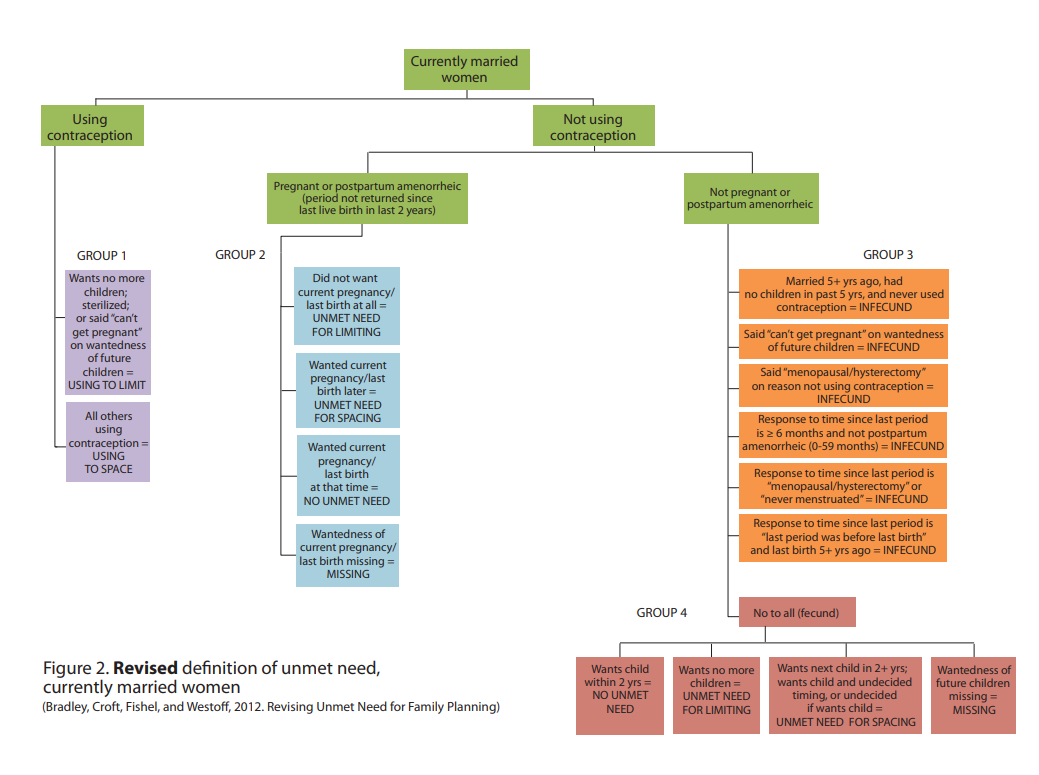 Currently married
women
Using
contraception
Not using
contraception
Pregnant or postpartum amenorrheic
(period not returned since
last live birth in last 2 years)
Not pregnant or
postpartum amenorrheic
GROUP 1
Wants no more
children;
sterilized;
or said “can’t
get pregnant”
on wantedness
of future
children =
USING TO LIMIT
All others
using
contraception =
USING
TO SPACE
GROUP 2
Did not want
current pregnancy/
last birth at all =
UNMET NEED
FOR LIMITING
Wanted current
pregnancy/last
birth later =
UNMET NEED
FOR SPACING
Wanted current
pregnancy/
last birth
at that time =
NO UNMET NEED
Wantedness of
current pregnancy/
last birth missing =
MISSING
GROUP 3
Married 5+ yrs ago, had
no children in past 5 yrs, and never used
contraception = INFECUND
Said “can’t get pregnant” on wantedness
of future children = INFECUND
Said “menopausal/hysterectomy”
on reason not using contraception =
INFECUND
Response to time since last period
is ≥ 6 months and not postpartum
amenorrheic (0-59 months) = INFECUND
Response to time since last period is
“menopausal/hysterectomy” or
“never menstruated” = INFECUND
Response to time since last period is
“last period was before last birth”
and last birth 5+ yrs ago = INFECUND
GROUP 4
No to all (fecund)
Wants child
within 2 yrs =
NO UNMET
NEED
Wants no more
children =
UNMET NEED
FOR LIMITING
Wants next child in 2+ yrs;
wants child and undecided
timing, or undecided
if wants child =
UNMET NEED FOR SPACING
Wantedness of
future children
missing =
MISSING
Figure 2. Revised definition of unmet need,
currently married women
(Bradley, Croft, Fishel, and Westoff, 2012. Revising Unmet Need for Family Planning)